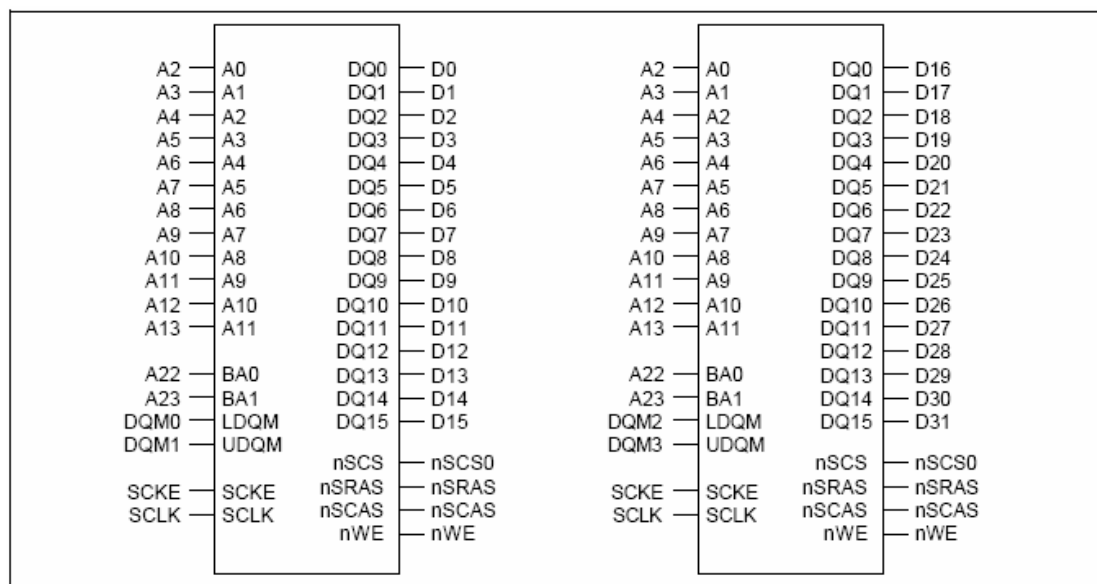 A2 A0 DQ0 D0 A2 A0 DQ0 D16
A3 A1 DQ1 D1 A3 A1 DQ1 D17
A4 A2 DQ2 D2 A4 A2 DQ2 D18
A5 A3 DQ3 D3 A5 A3 DQ3 D19
A6 A4 DQ4 D4 A6 A4 DQ4 D20
A7 A5 DQ5 D5 A7 A5 DQ5 D21
A8 A6 DQ6 D6 A8 A6 DQ6 D22
A9 A7 DQ7 D7 A9 A7 DQ7 D23
A10 A8 DQ8 D8 A10 A8 DQ8 D24
A11 A9 DQ9 D9 A11 A9 DQ9 D25
A12 A10 DQ10 D10 A12 A10 DQ10 D26
A13 A11 DQ11 D11 A13 A11 DQ11 D27
DQ12 D12 DQ12 D28
A22 BA0 DQ13 D13 A22 BA0 DQ13 D29
A23 BA1 DQ14 D14 A23 BA1 DQ14 D30
DQM0 LDQM DQ15 D15 DQM2 LDQM DQ15 D31
DQM1 UDQM DQM3 UDQM
nSCS nSCS0 nSCS nSCS0
SCKE SCKE nSRAS nSRAS SCKE SCKE nSRAS nSRAS
SCLK SCLK nSCAS nSCAS SCLK SCLK nSCAS nSCAS
nWE nWE nWE nWE